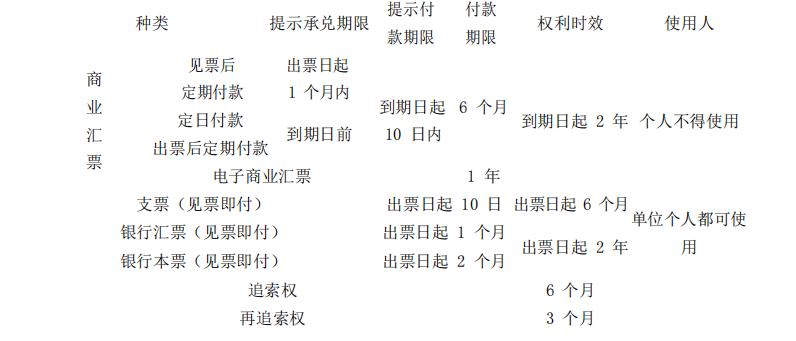 种类 提示承兑期限 提示付款期限 付款期限 权利时效 使用人
商业汇票
见票后定期付款 出票日起 1 个月内
定日付款
出票后定期付款
到期日前
到期日起 10 日内
6 个月
到期日起 2 年
个人不得使用
电子商业汇票 1 年
支票（见票即付） 出票日起 10 日 出票日起 6 个月
银行汇票（见票即付） 出票日起 1 个月
银行本票（见票即付） 出票日起 2 个月
出票日起 2 年
单位个人都可使用
追索权 6 个月
再追索权 3 个月